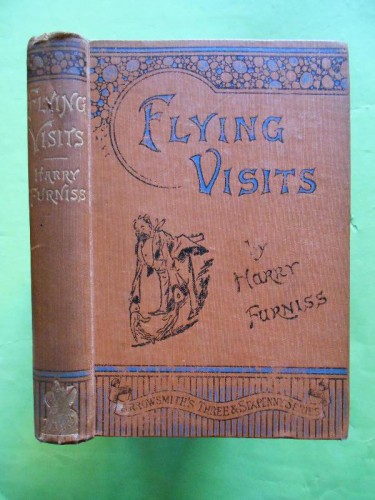 FLYING
VISITS
HARRY
FURNISS
FLYING
VISITS
by
HARRY
FURNISS
ARROWSMITH'S THREE & SIXPENNY SERIES